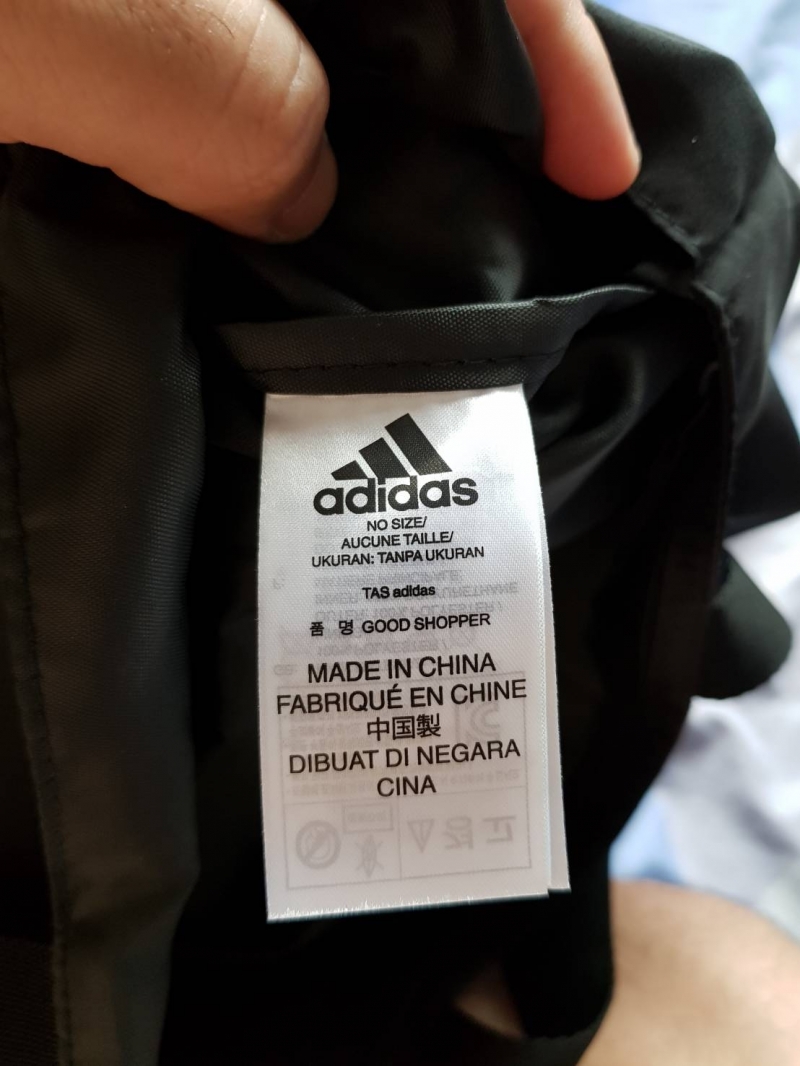 adidas
NO SIZE/
AUCUNE TAILLE/
UKURAN: TANPA UKURAN
TAS adidas
품 명 GOOD SHOPPER
MADE IN CHINA
FABRIQUÉ EN CHINE
中国製
DIBUAT DI NEGARA
CINA